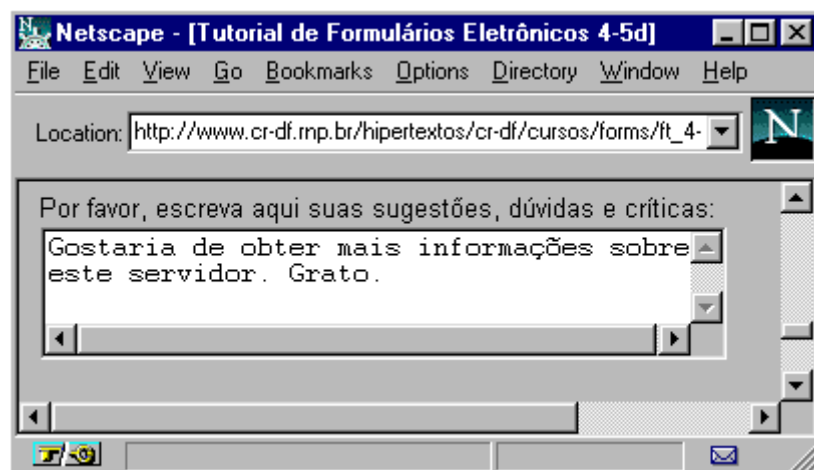 Netscape - [Tutorial de Formulários Eletrônicos 4-5d]
File Edit View Go Bookmarks Options Directory Window Help
Location: http://www.cr-df.rnp.br/hipertextos/cr-df/cursos/forms/ft_4-
N
Por favor, escreva aqui suas sugestões, dúvidas e críticas:
Gostaria de obter mais informações sobre
este servidor. Grato.